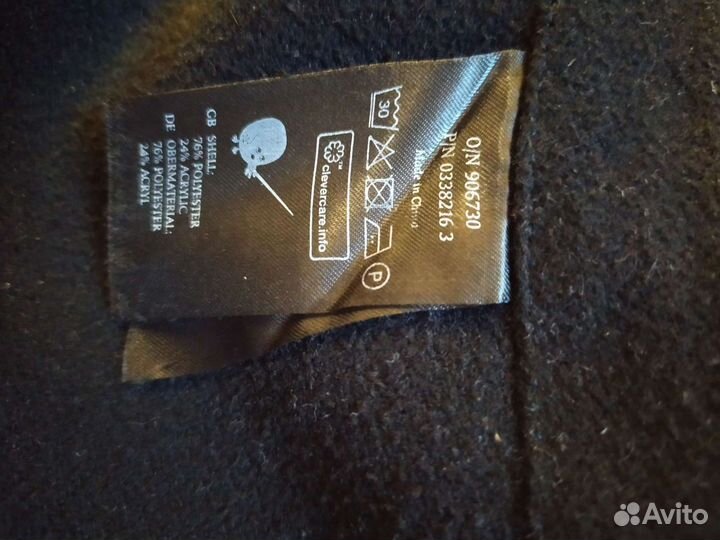 GB SHELL:
76% POLYESTER
24% ACRYLIC
DE OBERMATERIAL:
76% POLYESTER
24% ACRYL
™
clevercare.info
30
P
Made in China
P/N 0338216 3
O/N 906730
Avito